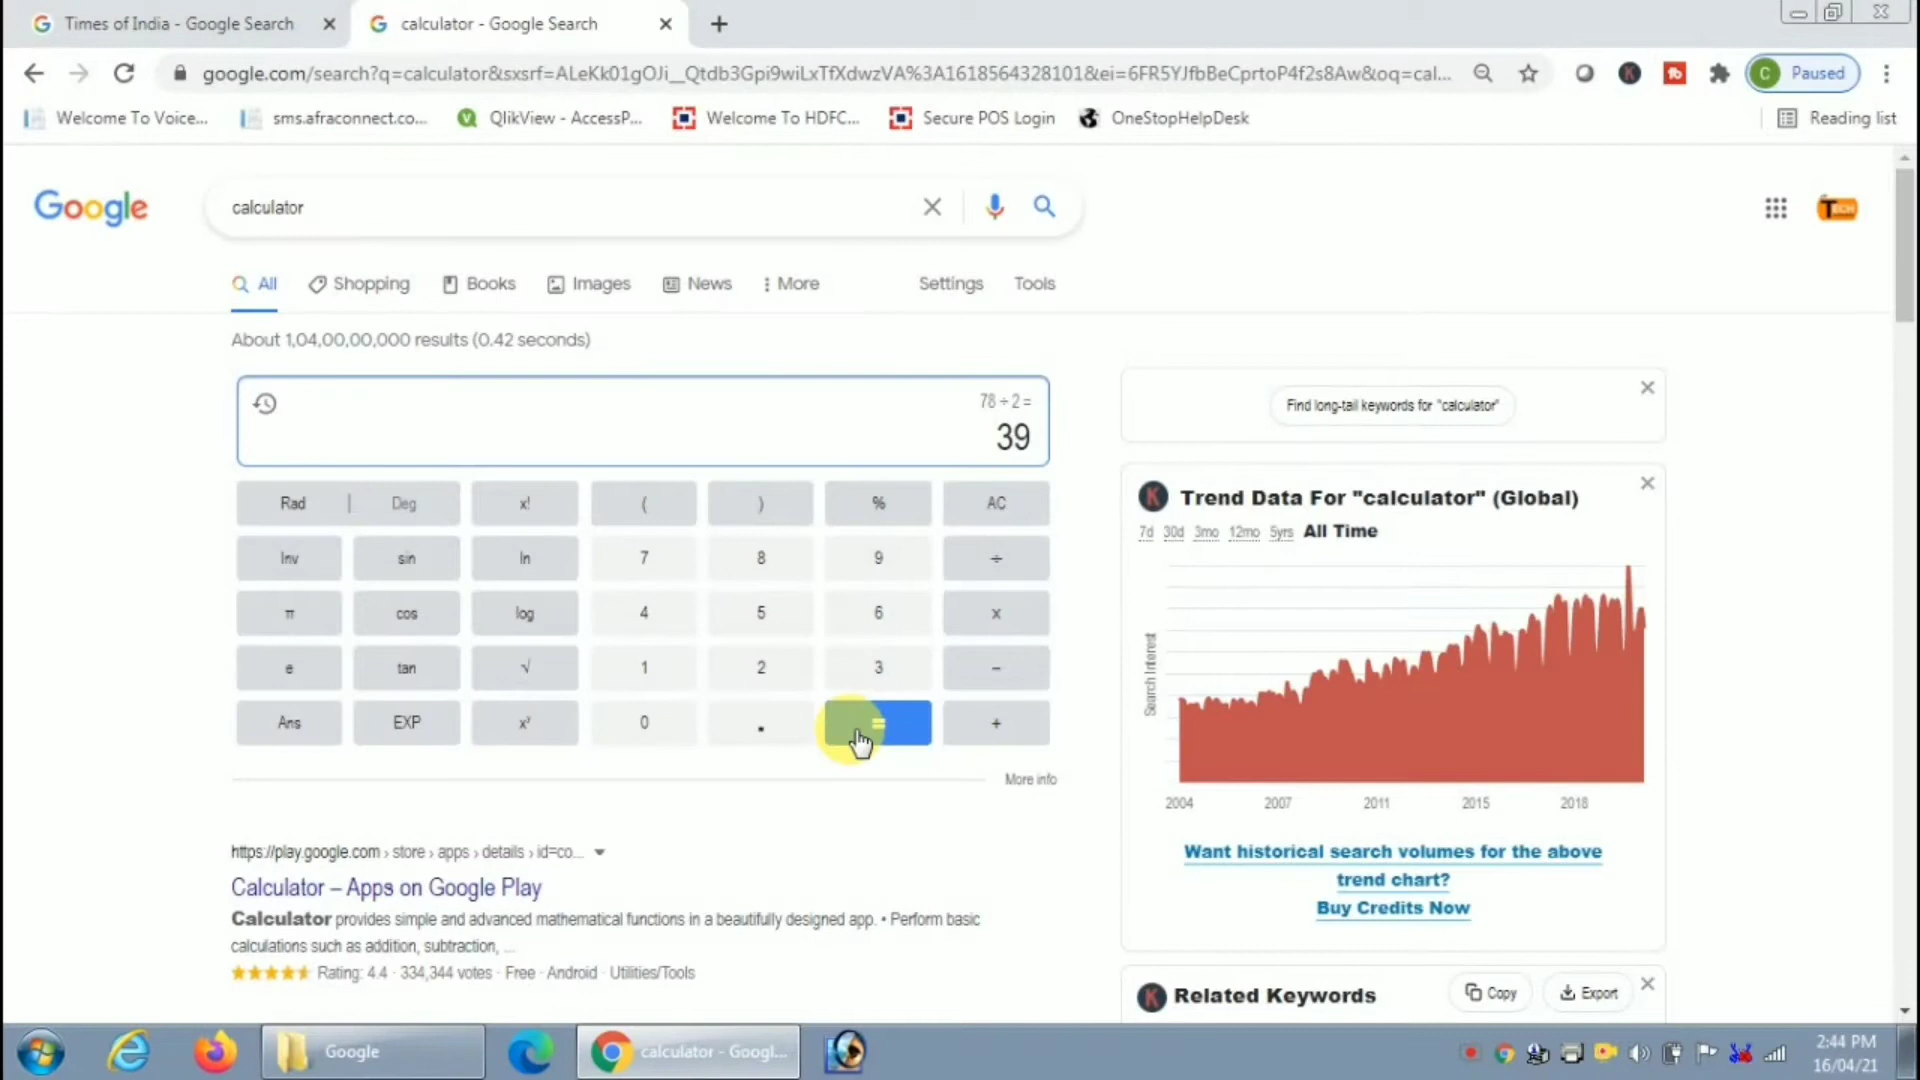 Times of India - Google Search
calculator - Google Search
google.com/search?q=calculator&sxsrf=ALeKk01gOJi__Qtdb3Gpi9wiLxTfXdwzVA%3A1618564328101&ei=6FR5YJfbBeCprtoP4f2s8Aw&oq=cal...
C Paused
Welcome To Voice...
sms.afraconnect.co...
QlikView - AccessP...
Welcome To HDFC...
Secure POS Login
OneStopHelpDesk
Reading list
Google
calculator
TECH
All Shopping Books Images News More Settings Tools
About 1,04,00,00,000 results (0.42 seconds)
78 ÷ 2 =
39
Rad | Deg x! ( ) % AC
Inv sin ln 7 8 9 ÷
π cos log 4 5 6 ×
e tan √ 1 2 3 −
Ans EXP xʸ 0 . = +
More info
https://play.google.com › store › apps › details › id=co...
Calculator – Apps on Google Play
Calculator provides simple and advanced mathematical functions in a beautifully designed app. • Perform basic
calculations such as addition, subtraction, ...
Rating: 4.4 · 334,344 votes · Free · Android · Utilities/Tools
Find long-tail keywords for "calculator"
K Trend Data For "calculator" (Global)
7d 30d 3mo 12mo 5yrs All Time
Search Interest
2004 2007 2011 2015 2018
Want historical search volumes for the above
trend chart?
Buy Credits Now
K Related Keywords
Copy
Export
Google
calculator - Googl...
2:44 PM
16/04/21